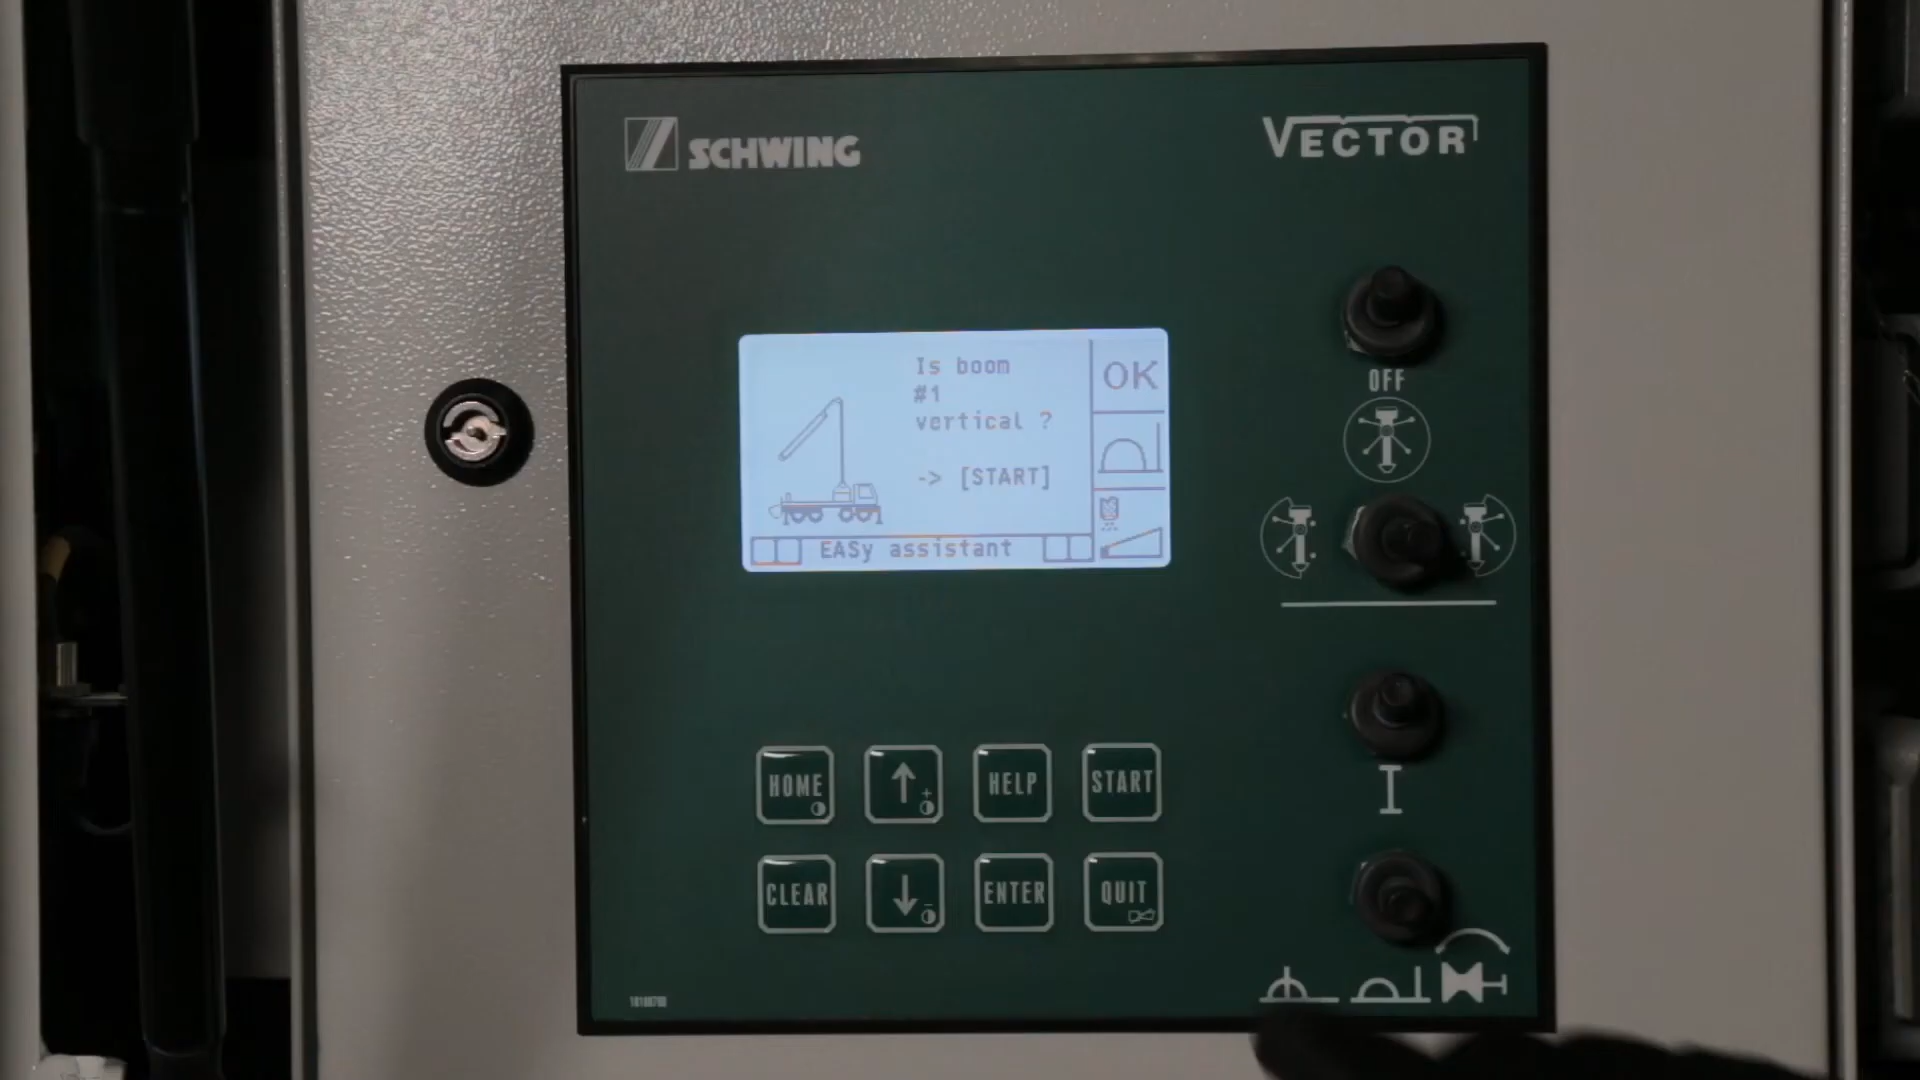 SCHWING
VECTOR
Is boom
#1
vertical ?
-> [START]
OK
EASy assistant
OFF
HOME
HELP
START
CLEAR
ENTER
QUIT